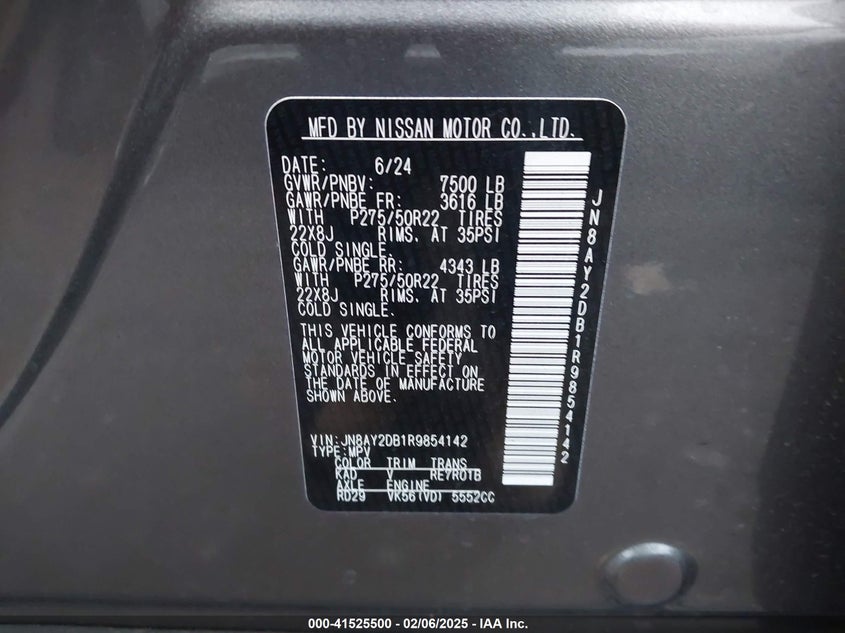 MFD BY NISSAN MOTOR CO.,LTD.
DATE: 6/24
GVWR/PNBV: 7500 LB
GAWR/PNBE FR: 3616 LB
WITH P275/50R22 TIRES
22X8J RIMS. AT 35PSI
COLD SINGLE.
GAWR/PNBE RR: 4343 LB
WITH P275/50R22 TIRES
22X8J RIMS. AT 35PSI
COLD SINGLE.
THIS VEHICLE CONFORMS TO
ALL APPLICABLE FEDERAL
MOTOR VEHICLE SAFETY
STANDARDS IN EFFECT ON
THE DATE OF MANUFACTURE
SHOWN ABOVE.
VIN:JN8AY2DB1R9854142
TYPE:MPV
COLOR TRIM TRANS
KAD V RE7R01B
AXLE ENGINE
RD29 VK56(VD) 5552CC
JN8AY2DB1R9854142
000-41525500 - 02/06/2025 - IAA Inc.